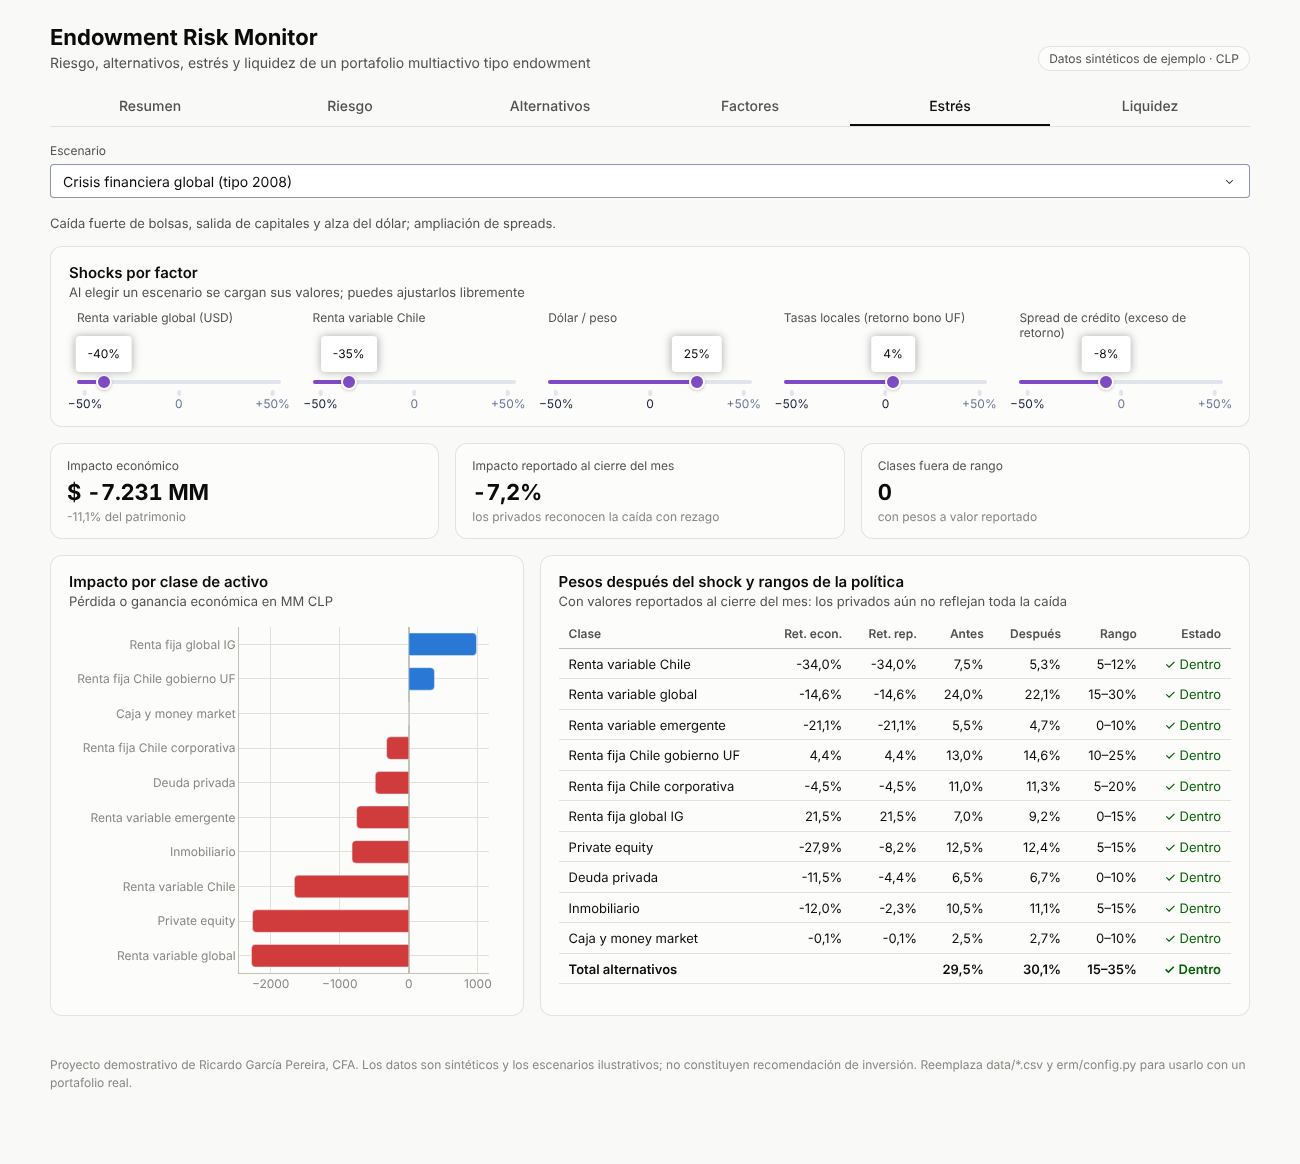 Endowment Risk Monitor
Riesgo, alternativos, estrés y liquidez de un portafolio multiactivo tipo endowment
Datos sintéticos de ejemplo · CLP
Resumen Riesgo Alternativos Factores Estrés Liquidez
Escenario
Crisis financiera global (tipo 2008)
Caída fuerte de bolsas, salida de capitales y alza del dólar; ampliación de spreads.
Shocks por factor
Al elegir un escenario se cargan sus valores; puedes ajustarlos libremente
Renta variable global (USD)
-40%
−50% 0 +50%
Renta variable Chile
-35%
−50% 0 +50%
Dólar / peso
25%
−50% 0 +50%
Tasas locales (retorno bono UF)
4%
−50% 0 +50%
Spread de crédito (exceso de
retorno)
-8%
−50% 0 +50%
Impacto económico
$ -7.231 MM
-11,1% del patrimonio
Impacto reportado al cierre del mes
-7,2%
los privados reconocen la caída con rezago
Clases fuera de rango
0
con pesos a valor reportado
Impacto por clase de activo
Pérdida o ganancia económica en MM CLP
Renta fija global IG
Renta fija Chile gobierno UF
Caja y money market
Renta fija Chile corporativa
Deuda privada
Renta variable emergente
Inmobiliario
Renta variable Chile
Private equity
Renta variable global
−2000 −1000 0 1000
Pesos después del shock y rangos de la política
Con valores reportados al cierre del mes: los privados aún no reflejan toda la caída
Clase Ret. econ. Ret. rep. Antes Después Rango Estado
Renta variable Chile -34,0% -34,0% 7,5% 5,3% 5–12% ✓ Dentro
Renta variable global -14,6% -14,6% 24,0% 22,1% 15–30% ✓ Dentro
Renta variable emergente -21,1% -21,1% 5,5% 4,7% 0–10% ✓ Dentro
Renta fija Chile gobierno UF 4,4% 4,4% 13,0% 14,6% 10–25% ✓ Dentro
Renta fija Chile corporativa -4,5% -4,5% 11,0% 11,3% 5–20% ✓ Dentro
Renta fija global IG 21,5% 21,5% 7,0% 9,2% 0–15% ✓ Dentro
Private equity -27,9% -8,2% 12,5% 12,4% 5–15% ✓ Dentro
Deuda privada -11,5% -4,4% 6,5% 6,7% 0–10% ✓ Dentro
Inmobiliario -12,0% -2,3% 10,5% 11,1% 5–15% ✓ Dentro
Caja y money market -0,1% -0,1% 2,5% 2,7% 0–10% ✓ Dentro
Total alternativos 29,5% 30,1% 15–35% ✓ Dentro
Proyecto demostrativo de Ricardo García Pereira, CFA. Los datos son sintéticos y los escenarios ilustrativos; no constituyen recomendación de inversión. Reemplaza data/*.csv y erm/config.py para usarlo con un
portafolio real.